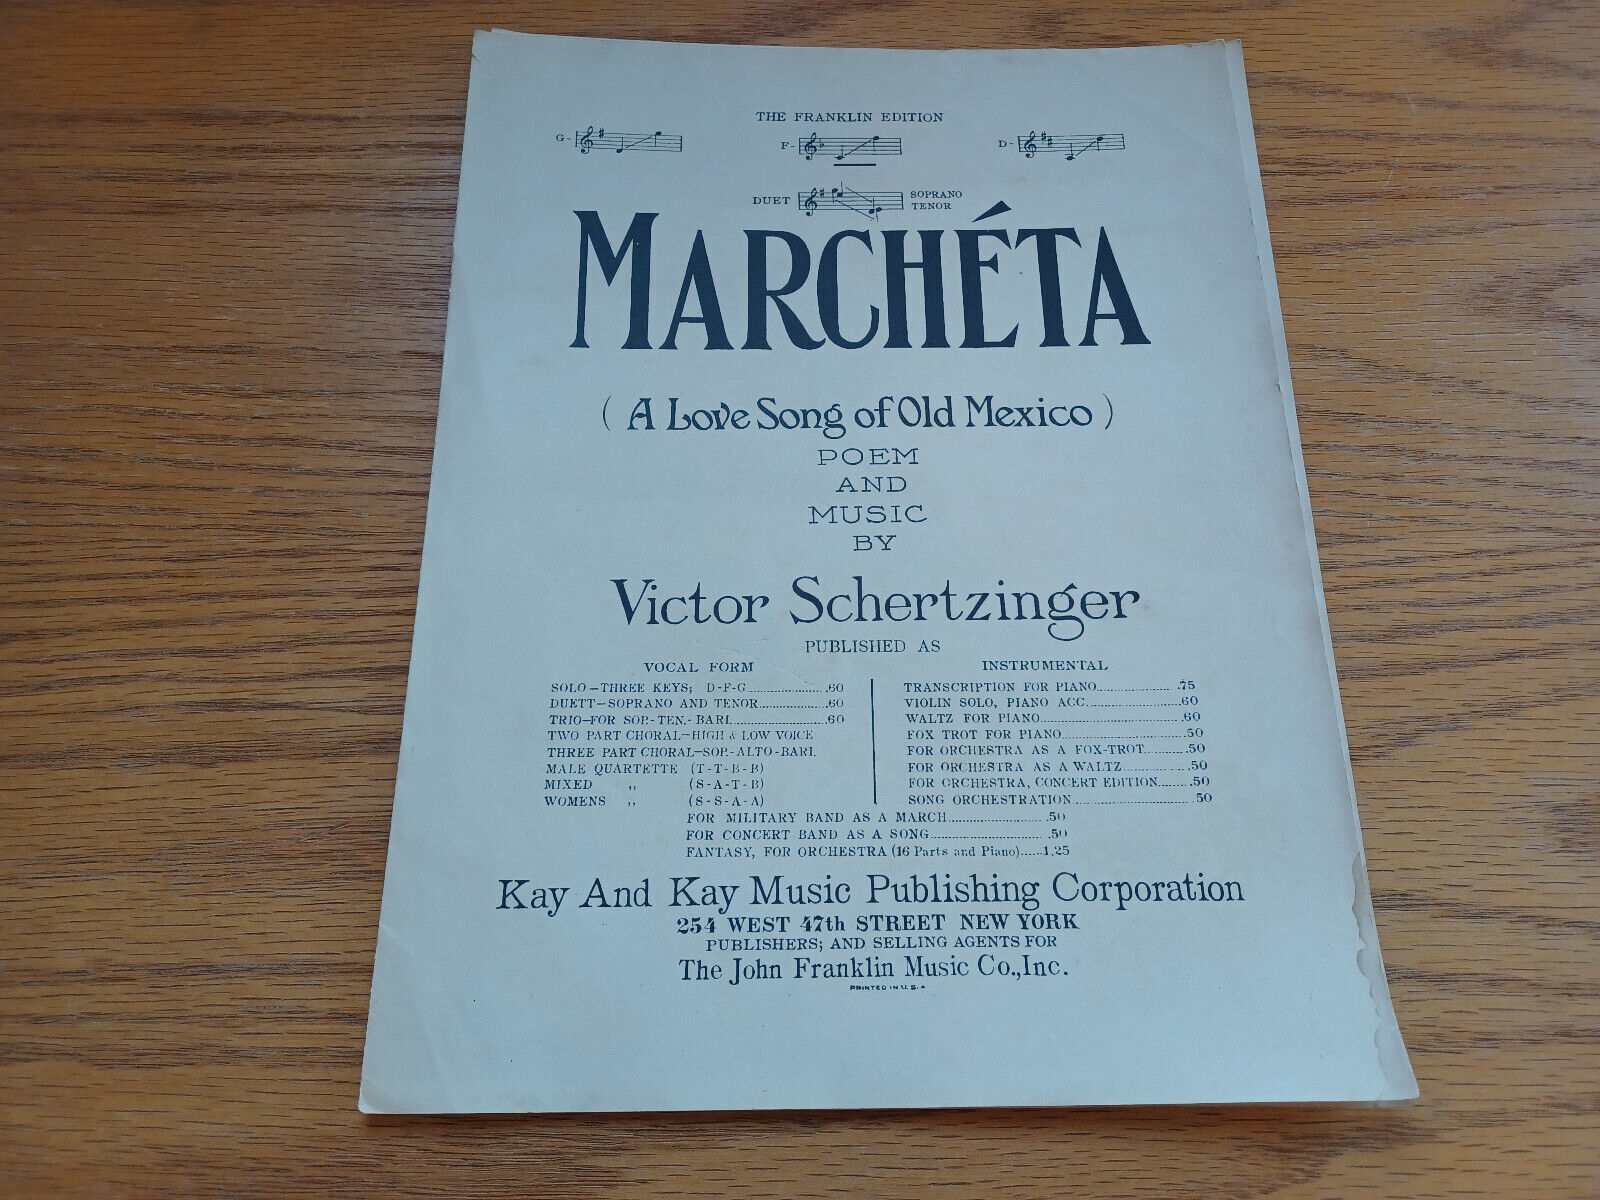 THE FRANKLIN EDITION
G- F- D-
DUET SOPRANO
TENOR
MARCHÉTA
( A Love Song of Old Mexico )
POEM
AND
MUSIC
BY
Victor Schertzinger
PUBLISHED AS
VOCAL FORM
SOLO—THREE KEYS; D-F-G.....................60
DUETT—SOPRANO AND TENOR.................60
TRIO—FOR SOP.-TEN.-BARI.......................60
TWO PART CHORAL—HIGH & LOW VOICE
THREE PART CHORAL—SOP.-ALTO-BARI.
MALE QUARTETTE (T-T-B-B)
MIXED ,, (S-A-T-B)
WOMENS ,, (S-S-A-A)
INSTRUMENTAL
TRANSCRIPTION FOR PIANO.................. .75
VIOLIN SOLO, PIANO ACC.......................60
WALTZ FOR PIANO.................................60
FOX TROT FOR PIANO.............................50
FOR ORCHESTRA AS A FOX-TROT...........50
FOR ORCHESTRA AS A WALTZ................50
FOR ORCHESTRA, CONCERT EDITION........50
SONG ORCHESTRATION........................... .50
FOR MILITARY BAND AS A MARCH....................... .50
FOR CONCERT BAND AS A SONG........................... .50
FANTASY, FOR ORCHESTRA (16 Parts and Piano)......1.25
Kay And Kay Music Publishing Corporation
254 WEST 47th STREET NEW YORK
PUBLISHERS; AND SELLING AGENTS FOR
The John Franklin Music Co.,Inc.
PRINTED IN U. S. A